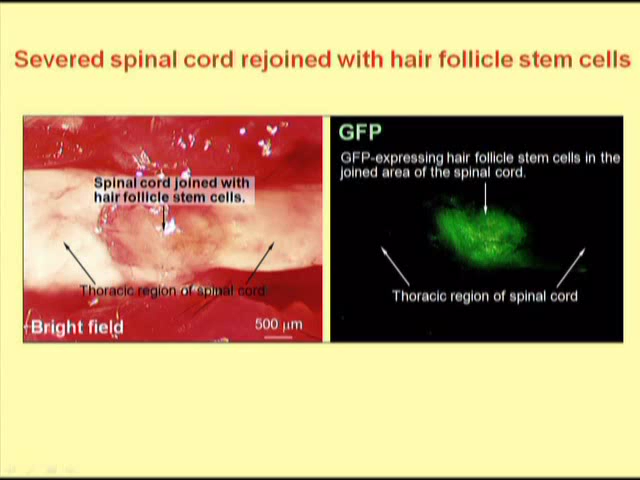 Severed spinal cord rejoined with hair follicle stem cells
Spinal cord joined with
hair follicle stem cells.
Thoracic region of spinal cord
Bright field
500 µm
GFP
GFP-expressing hair follicle stem cells in the
joined area of the spinal cord.
Thoracic region of spinal cord